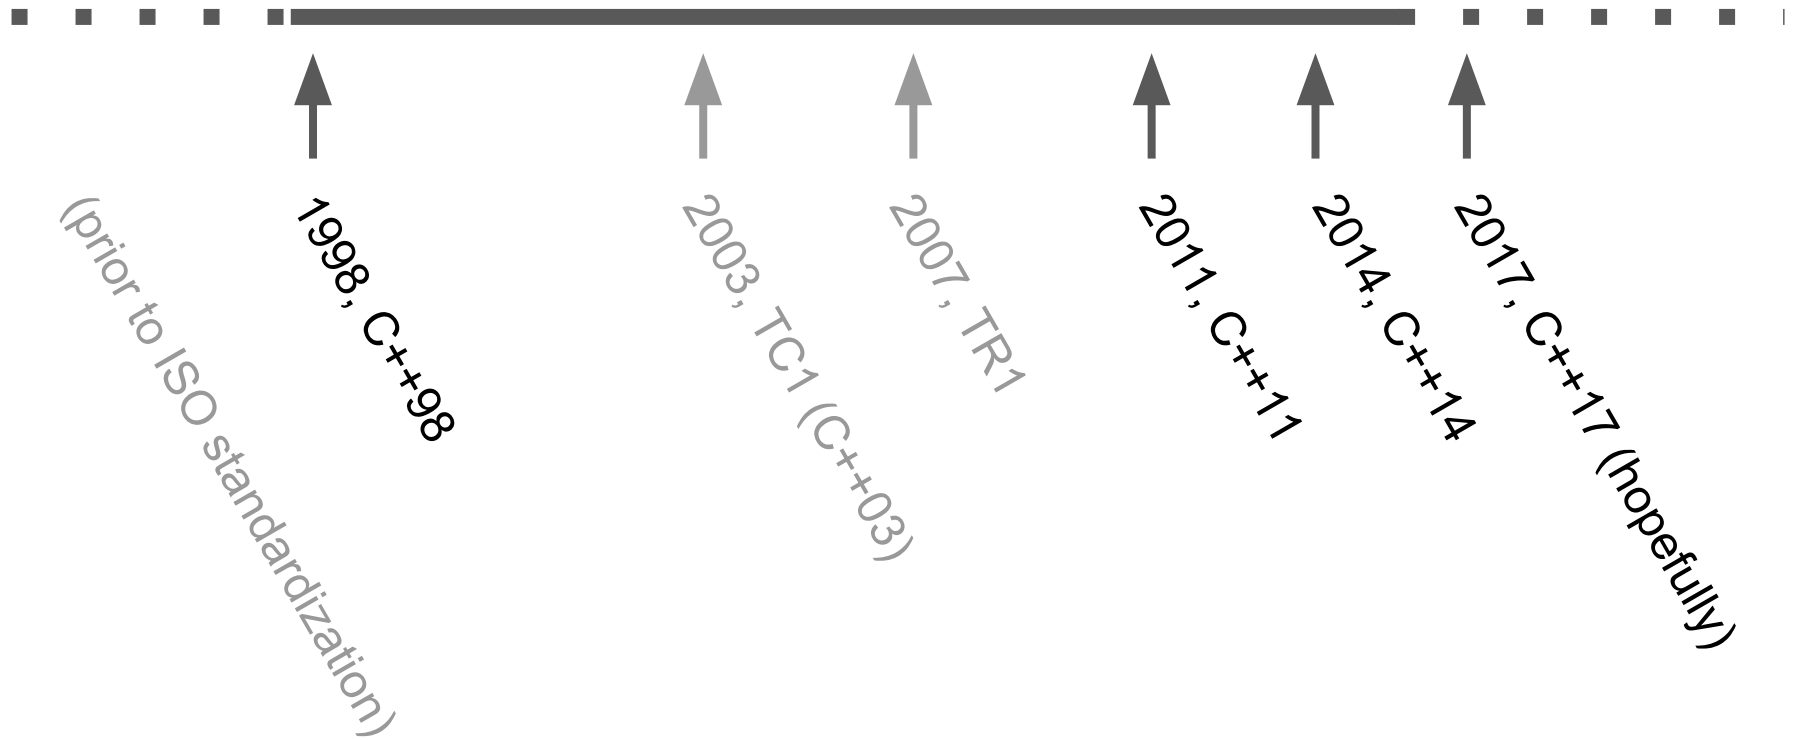 (prior to ISO standardization)
1998, C++98
2003, TC1 (C++03)
2007, TR1
2011, C++11
2014, C++14
2017, C++17 (hopefully)